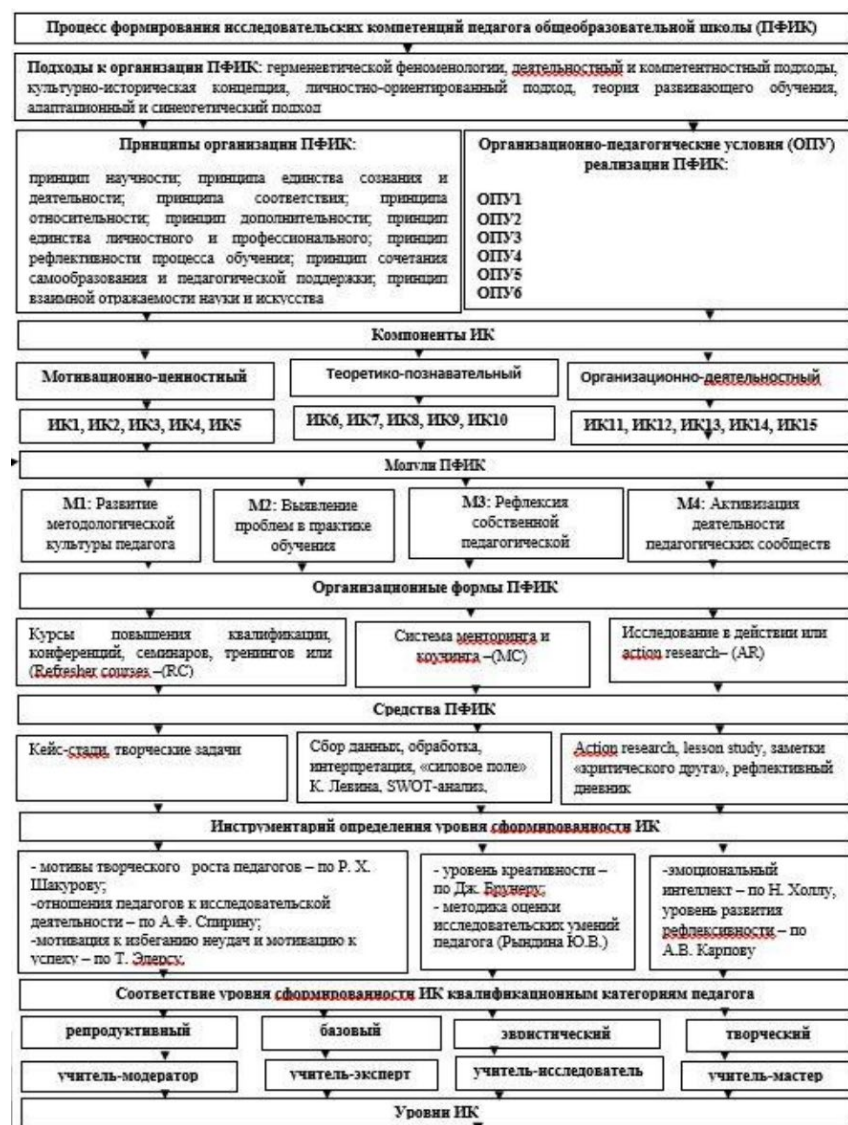 Процесс формирования исследовательских компетенций педагога общеобразовательной школы (ПФИК)
Подходы к организации ПФИК: герменевтической феноменологии, деятельностный и компетентностный подходы,
культурно-историческая концепция, личностно-ориентированный подход, теория развивающего обучения,
адаптационный и синергетический подход
Принципы организации ПФИК:
принцип научности; принципа единства сознания и
деятельности; принципа соответствия; принципа
относительности; принцип дополнительности; принцип
единства личностного и профессионального; принцип
рефлективности процесса обучения; принцип сочетания
самообразования и педагогической поддержки; принцип
взаимной отражаемости науки и искусства
Организационно-педагогические условия (ОПУ)
реализации ПФИК:
ОПУ1
ОПУ2
ОПУ3
ОПУ4
ОПУ5
ОПУ6
Компоненты ИК
Мотивационно-ценностный
Теоретико-познавательный
Организационно-деятельностный
ИК1, ИК2, ИК3, ИК4, ИК5
ИК6, ИК7, ИК8, ИК9, ИК10
ИК11, ИК12, ИК13, ИК14, ИК15
Модули ПФИК
М1: Развитие
методологической
культуры педагога
М2: Выявление
проблем в практике
обучения
М3: Рефлексия
собственной
педагогической
М4: Активизация
деятельности
педагогических сообществ
Организационные формы ПФИК
Курсы повышения квалификации,
конференций, семинаров, тренингов или
(Refresher courses –(RC)
Система менторинга и
коучинга –(МС)
Исследование в действии или
action research– (AR)
Средства ПФИК
Кейс-стади, творческие задачи
Сбор данных, обработка,
интерпретация, «силовое поле»
К. Левина, SWOT-анализ,
Action research, lesson study, заметки
«критического друга», рефлективный
дневник
Инструментарий определения уровня сформированности ИК
- мотивы творческого роста педагогов – по Р. Х.
Шакурову;
-отношения педагогов к исследовательской
деятельности – по А.Ф. Спирину;
-мотивация к избеганию неудач и мотивацию к
успеху – по Т. Элерсу,
- уровень креативности –
по Дж. Брунеру;
- методика оценки
исследовательских умений
педагога (Рындина Ю.В.)
-эмоциональный
интеллект – по Н. Холлу,
уровень развития
рефлексивности – по
А.В. Карпову
Соответствие уровня сформированности ИК квалификационным категориям педагога
репродуктивный
базовый
эвристический
творческий
учитель-модератор
учитель-эксперт
учитель-исследователь
учитель-мастер
Уровни ИК